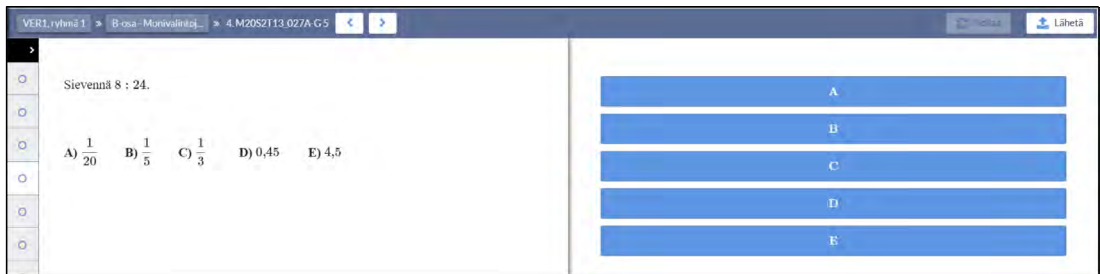 VER1, ryhmä 1 » B-osa - Monivalintoj... » 4. M20S2T13_027A-G 5 < >
Lähetä
>
Sievennä 8 : 24.
A) 1/20 B) 1/5 C) 1/3 D) 0,45 E) 4,5
A
B
C
D
E